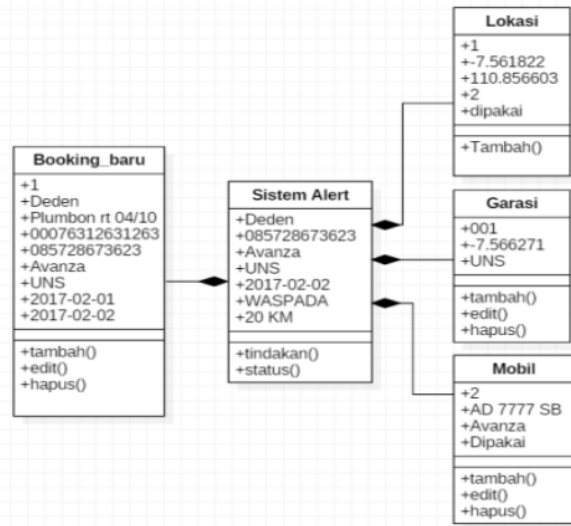 Booking_baru
+1
+Deden
+Plumbon rt 04/10
+00076312631263
+085728673623
+Avanza
+UNS
+2017-02-01
+2017-02-02
+tambah()
+edit()
+hapus()
Sistem Alert
+Deden
+085728673623
+Avanza
+UNS
+2017-02-02
+WASPADA
+20 KM
+tindakan()
+status()
Lokasi
+1
+-7.561822
+110.856603
+2
+dipakai
+Tambah()
Garasi
+001
+-7.566271
+UNS
+tambah()
+edit()
+hapus()
Mobil
+2
+AD 7777 SB
+Avanza
+Dipakai
+tambah()
+edit()
+hapus()